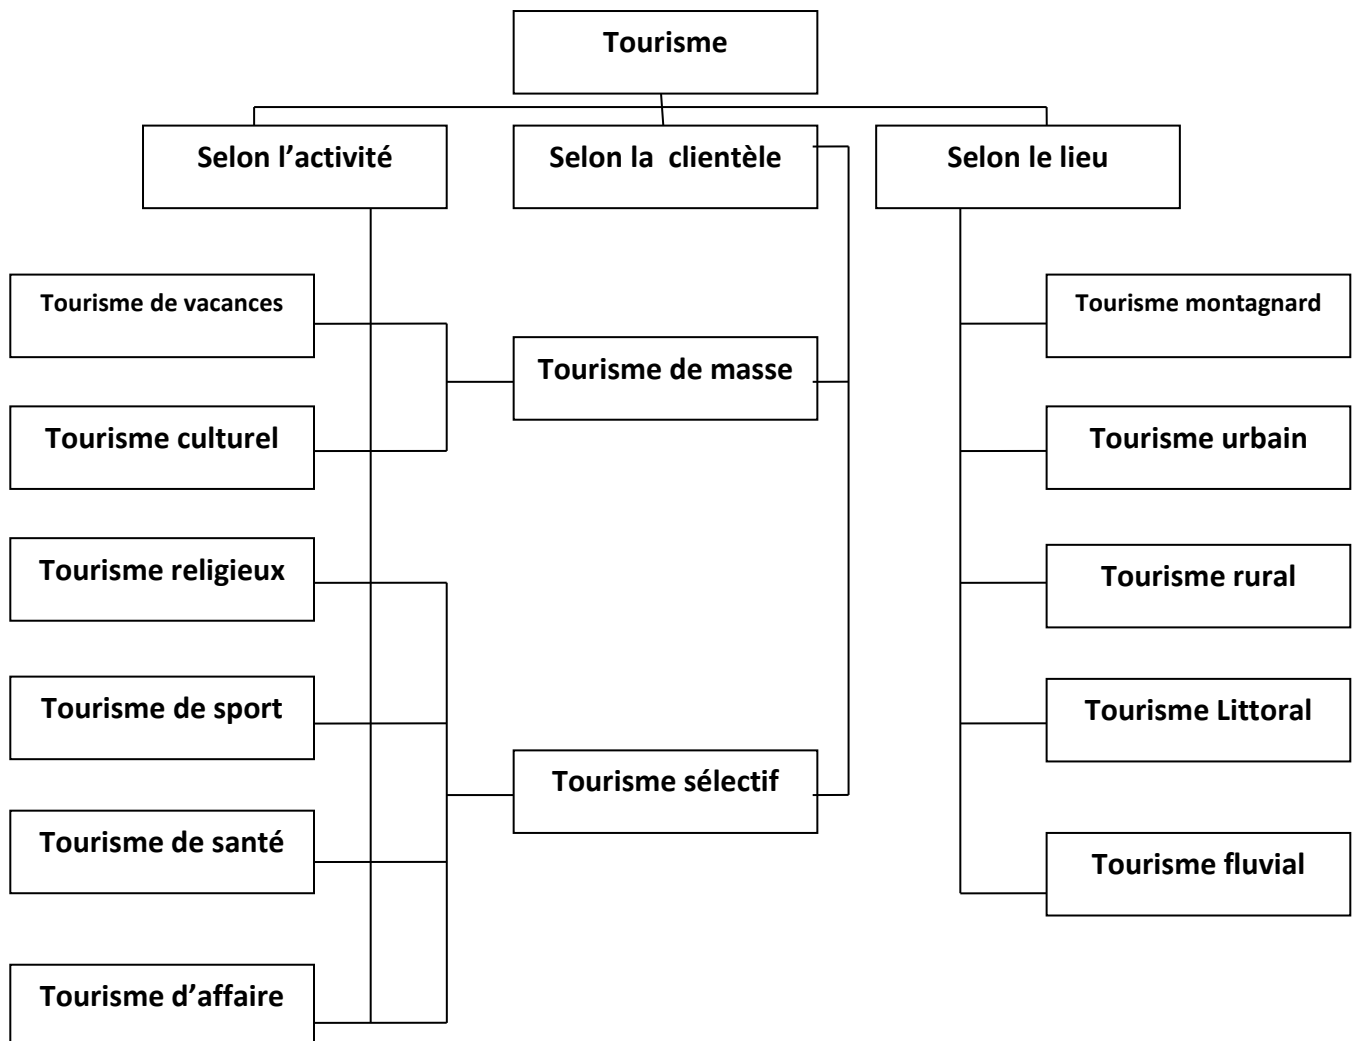 Tourisme
Selon l’activité
Selon la clientèle
Selon le lieu
Tourisme de vacances
Tourisme montagnard
Tourisme de masse
Tourisme culturel
Tourisme urbain
Tourisme religieux
Tourisme rural
Tourisme de sport
Tourisme Littoral
Tourisme sélectif
Tourisme de santé
Tourisme fluvial
Tourisme d’affaire